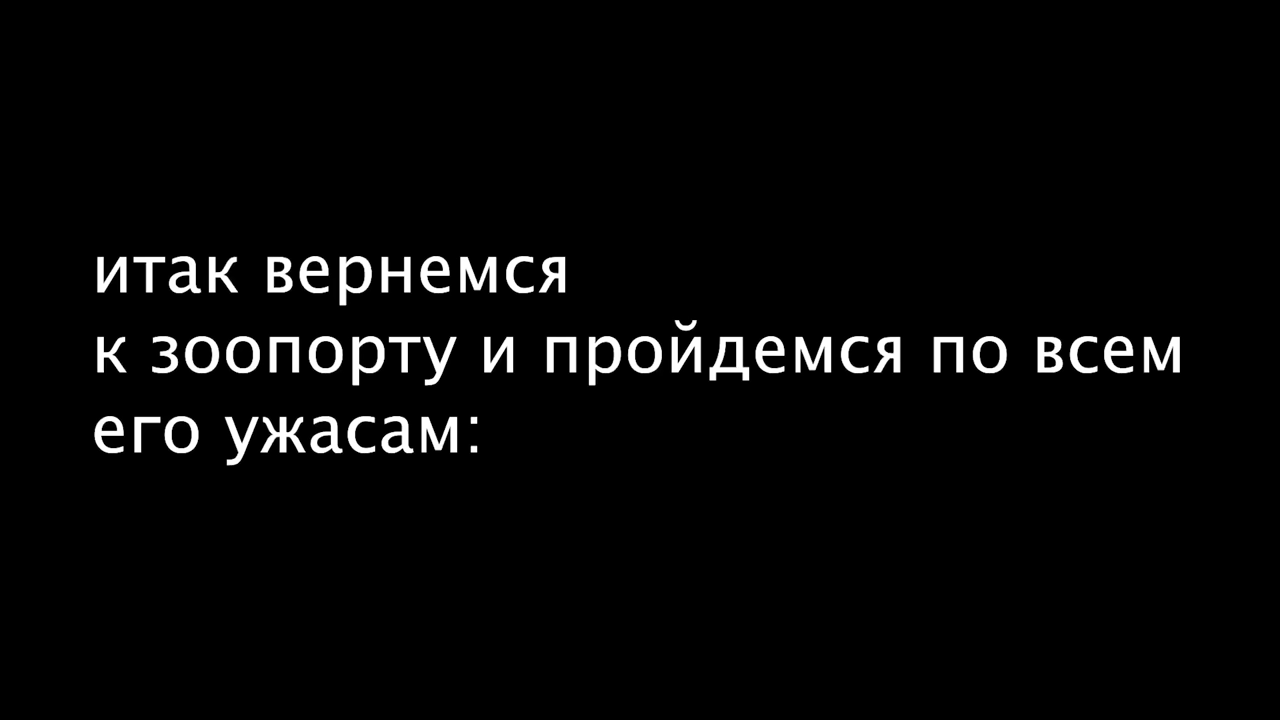 итак вернемся
к зоопорту и пройдемся по всем
его ужасам: